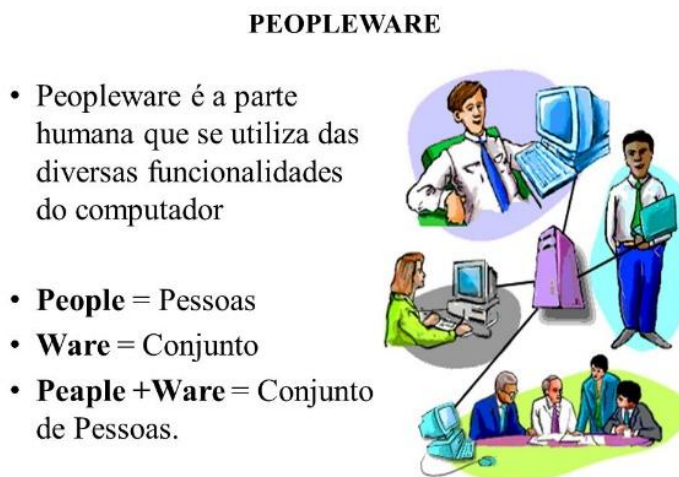 PEOPLEWARE
• Peopleware é a parte
humana que se utiliza das
diversas funcionalidades
do computador
• People = Pessoas
• Ware = Conjunto
• Peaple +Ware = Conjunto
de Pessoas.